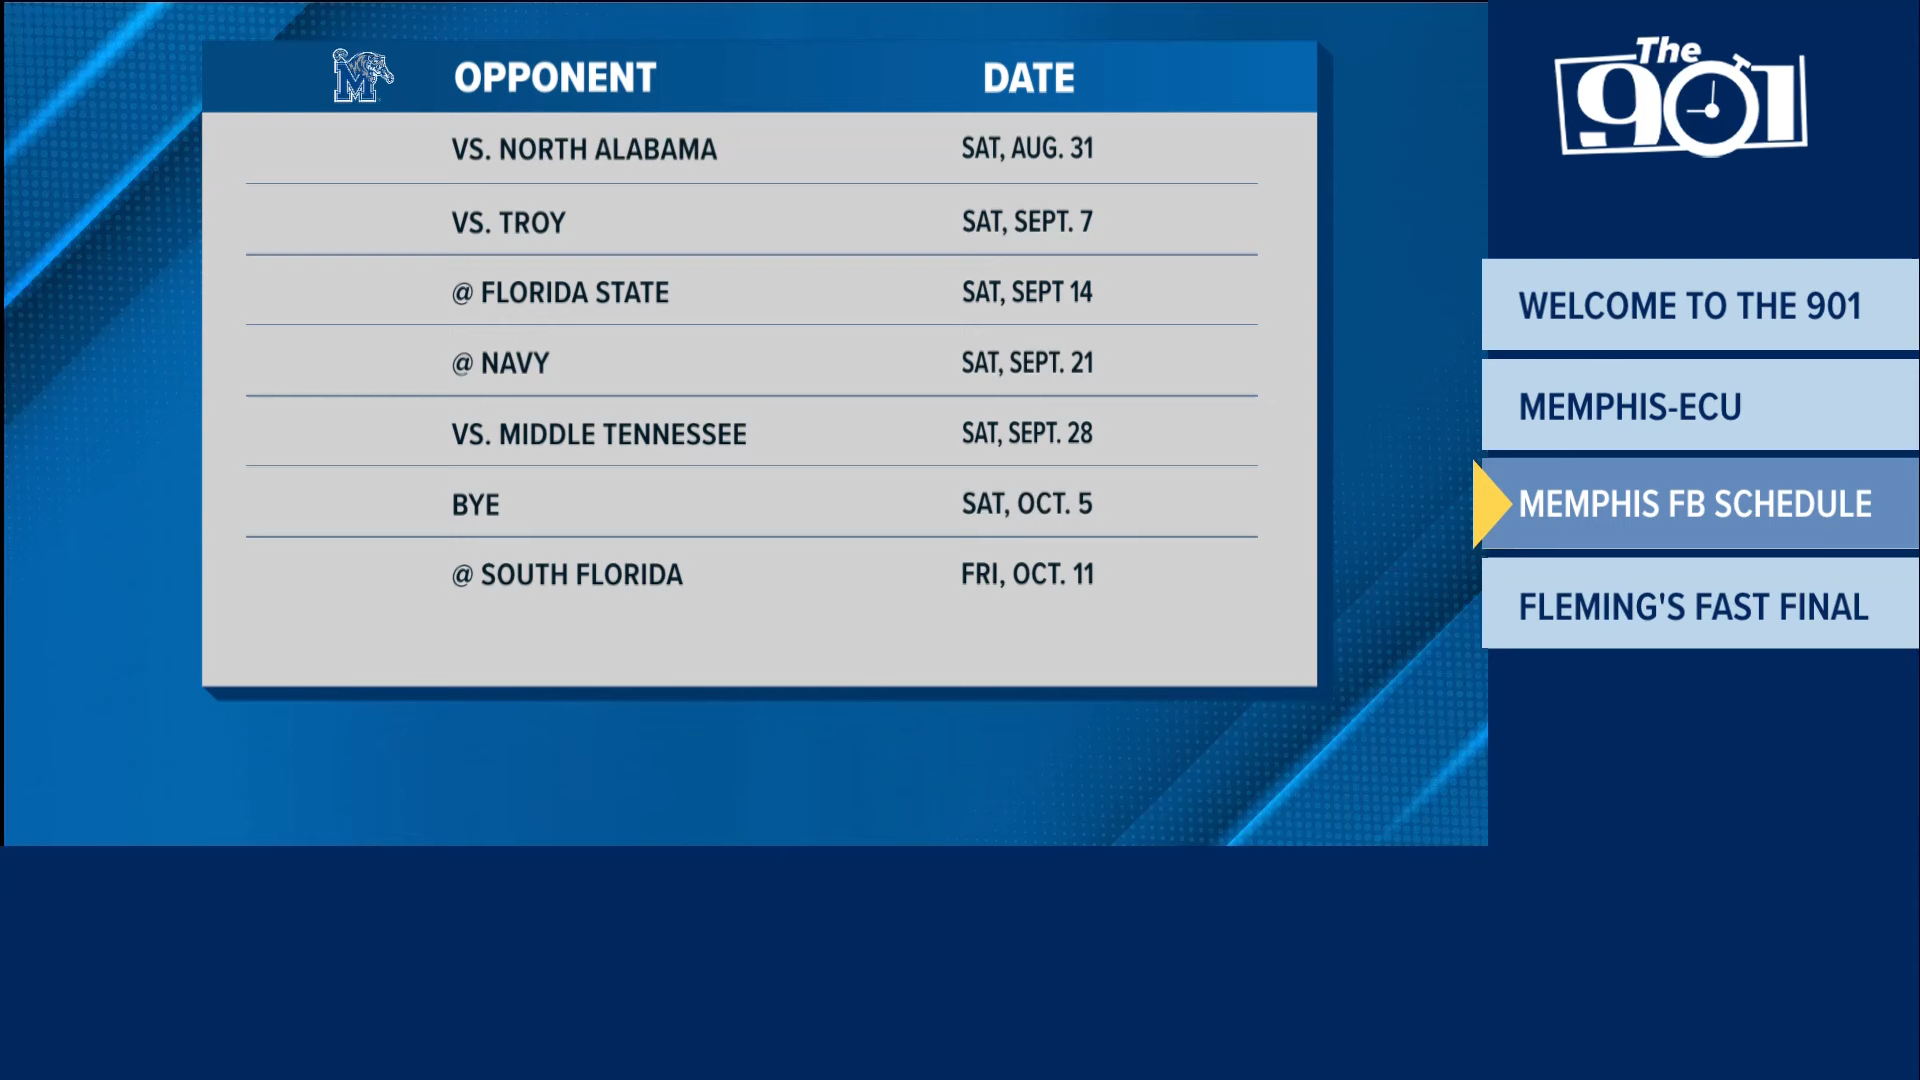 M OPPONENT DATE
VS. NORTH ALABAMA SAT, AUG. 31
VS. TROY SAT, SEPT. 7
@ FLORIDA STATE SAT, SEPT 14
@ NAVY SAT, SEPT. 21
VS. MIDDLE TENNESSEE SAT, SEPT. 28
BYE SAT, OCT. 5
@ SOUTH FLORIDA FRI, OCT. 11
The
901
WELCOME TO THE 901
MEMPHIS-ECU
MEMPHIS FB SCHEDULE
FLEMING'S FAST FINAL